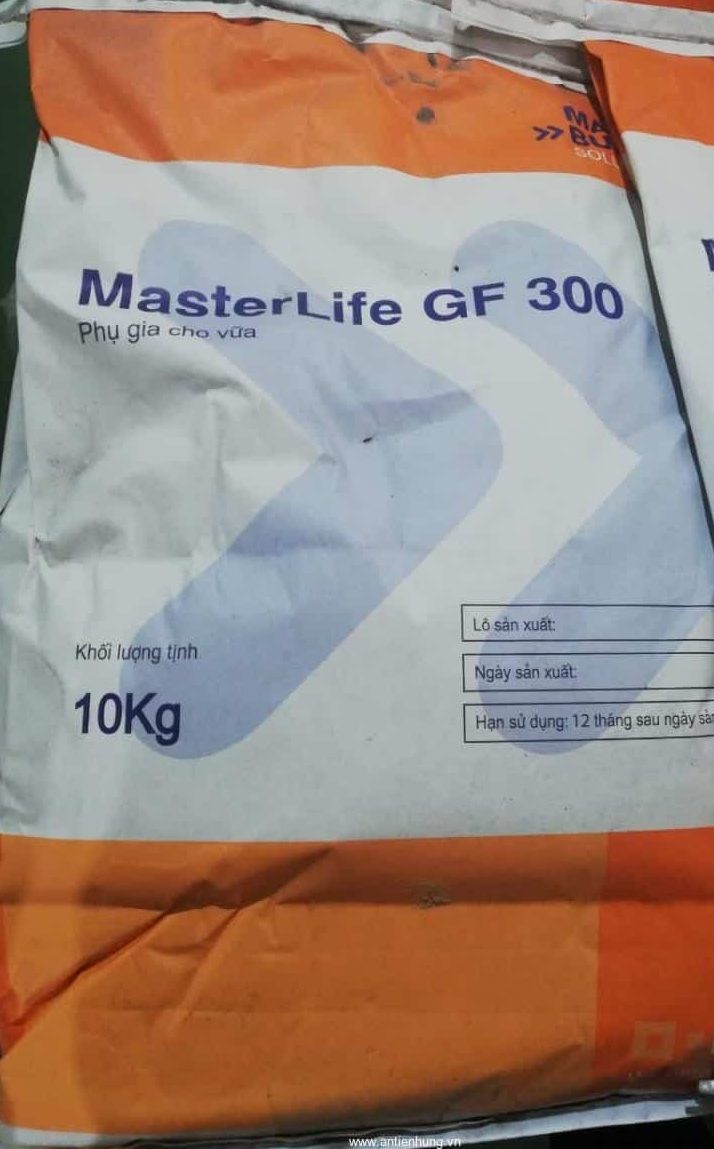 MasterLife GF 300
Phụ gia cho vữa
Khối lượng tịnh
10Kg
Lô sản xuất:
Ngày sản xuất:
Hạn sử dụng: 12 tháng sau ngày
www.antienhung.vn